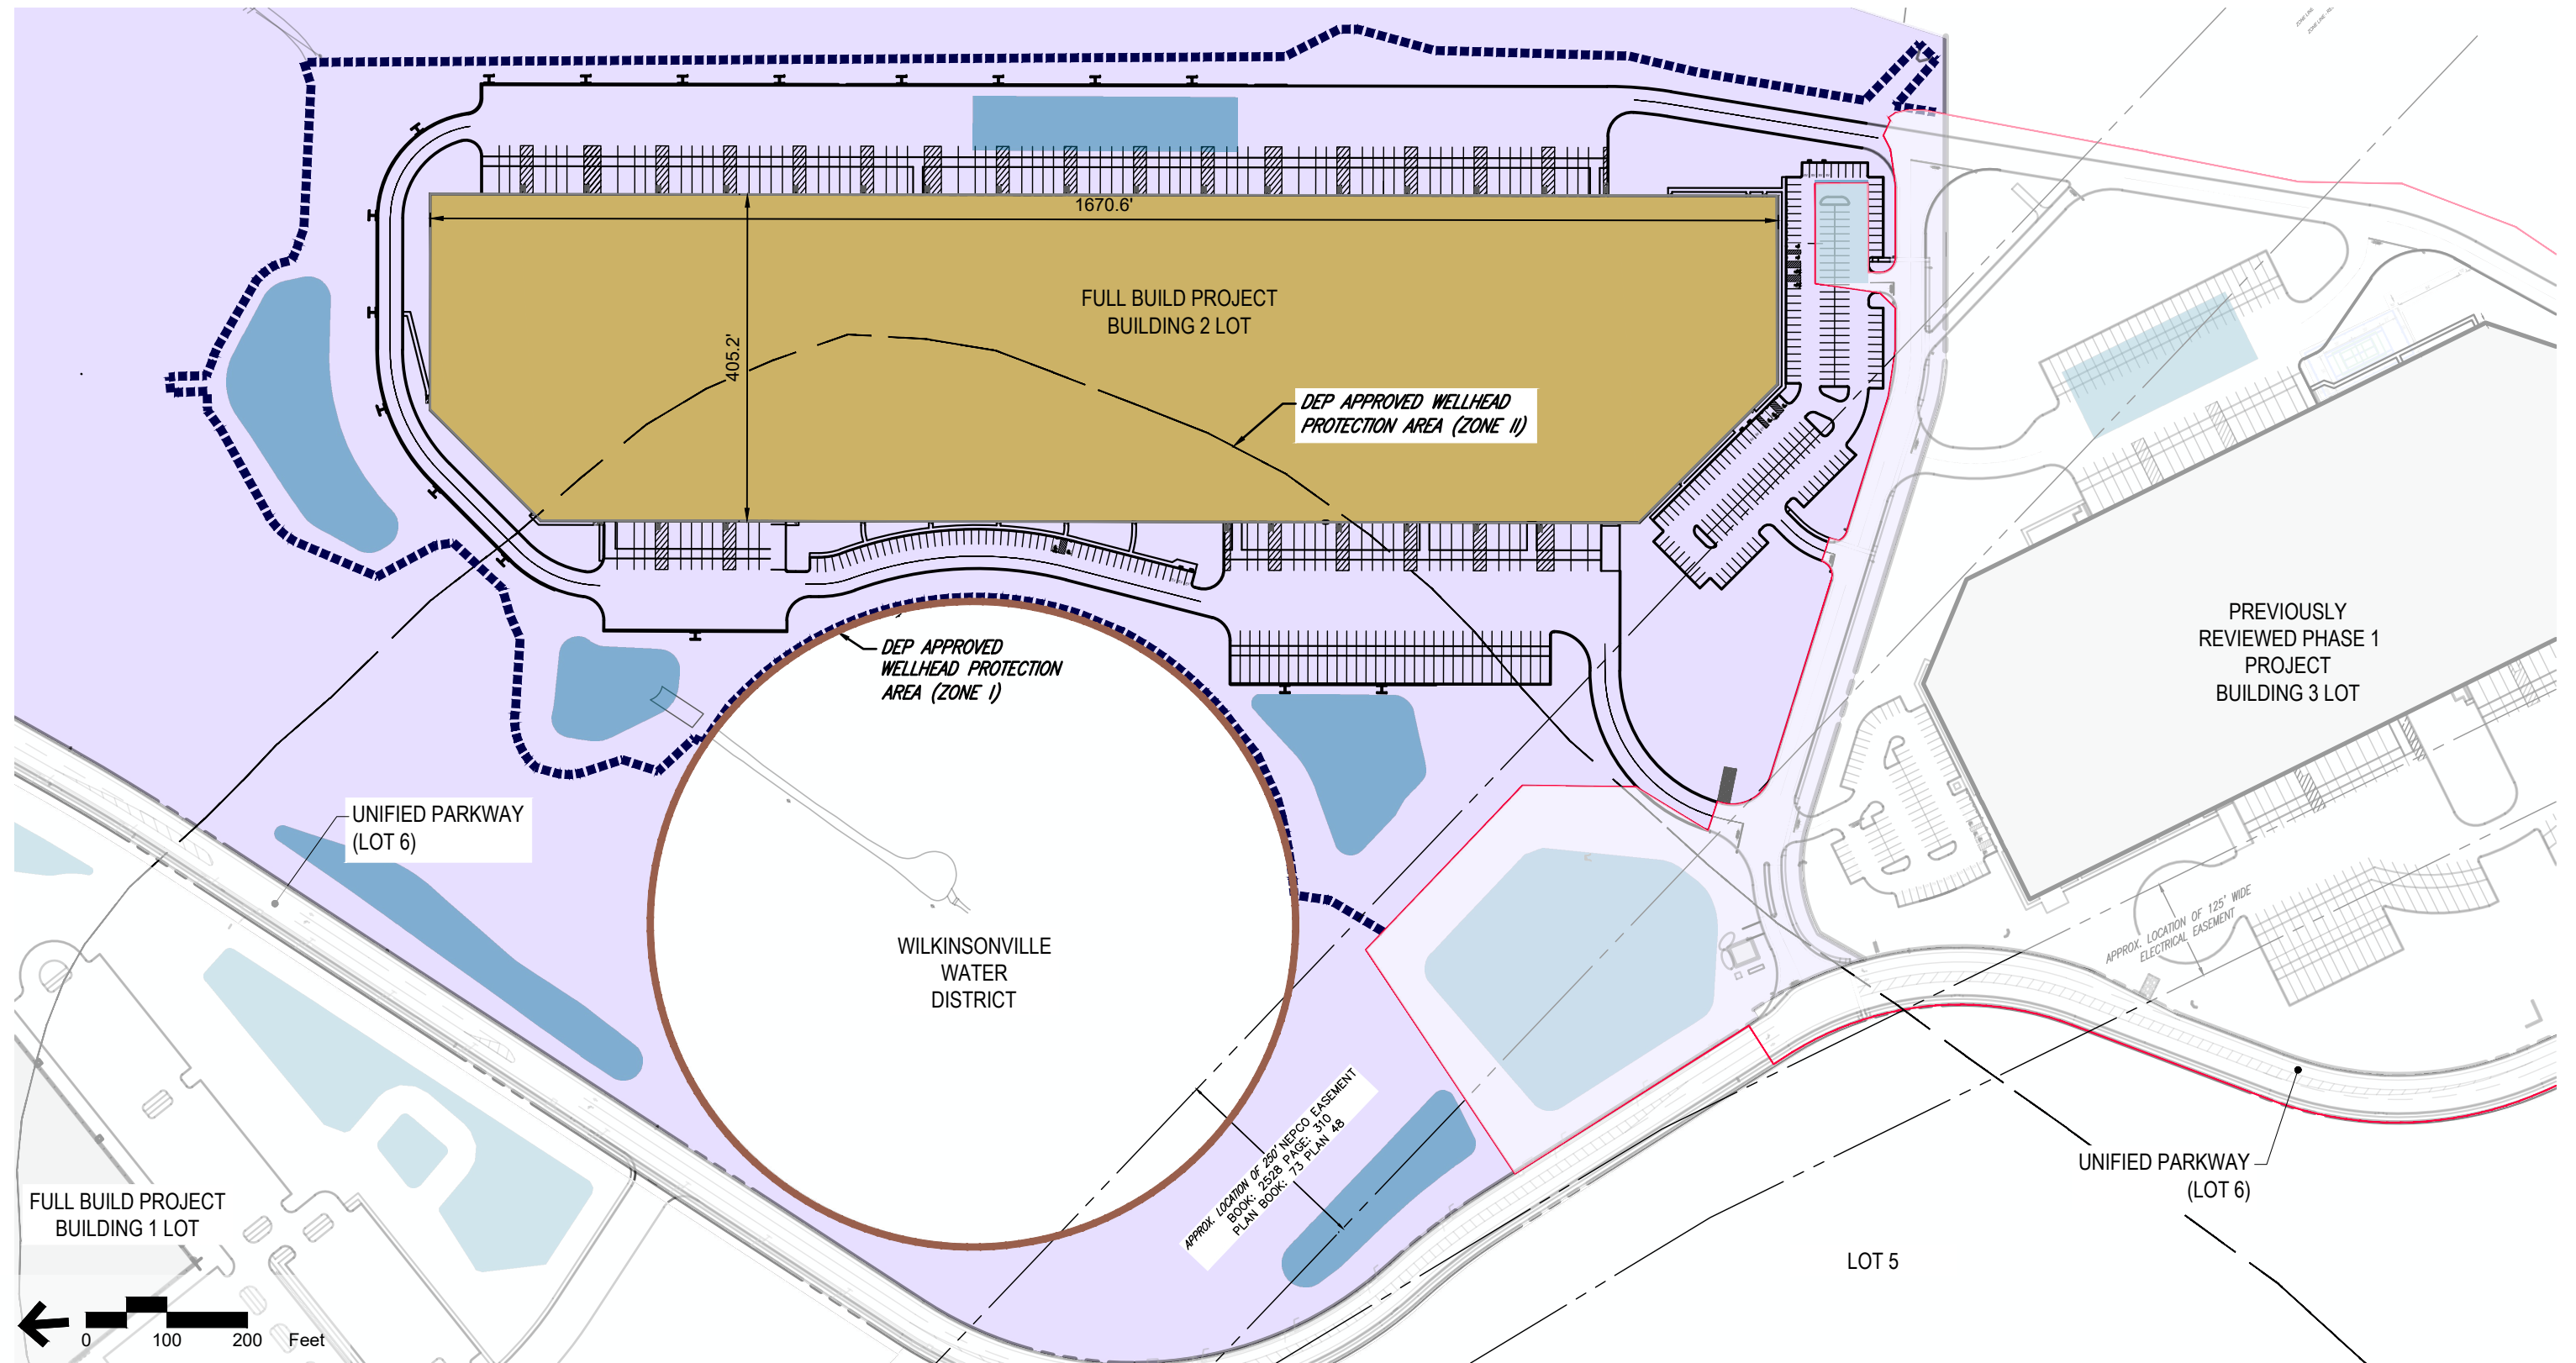 1670.6'
FULL BUILD PROJECT
BUILDING 2 LOT
405.2'
DEP APPROVED WELLHEAD
PROTECTION AREA (ZONE II)
DEP APPROVED
WELLHEAD PROTECTION
AREA (ZONE I)
PREVIOUSLY
REVIEWED PHASE 1
PROJECT
BUILDING 3 LOT
UNIFIED PARKWAY
(LOT 6)
WILKINSONVILLE
WATER
DISTRICT
APPROX. LOCATION OF 125' WIDE
ELECTRICAL EASEMENT
APPROX. LOCATION OF 250' NEPCO EASEMENT
BOOK: 2528 PAGE: 310
PLAN BOOK: 73 PLAN 48
UNIFIED PARKWAY
(LOT 6)
FULL BUILD PROJECT
BUILDING 1 LOT
LOT 5
0 100 200 Feet